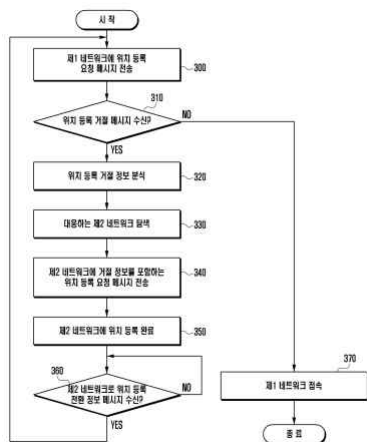 시 작
제1 네트워크에 위치 등록
요청 메시지 전송
300
310
위치 등록 거절 메시지 수신?
NO
YES
위치 등록 거절 정보 분석
320
대응하는 제2 네트워크 탐색
330
제2 네트워크에 거절 정보를 포함하는
위치 등록 요청 메시지 전송
340
제2 네트워크에 위치 등록 완료
350
360
제2 네트워크로 위치 등록
전환 정보 메시지 수신?
NO
YES
370
제1 네트워크 접속
종 료